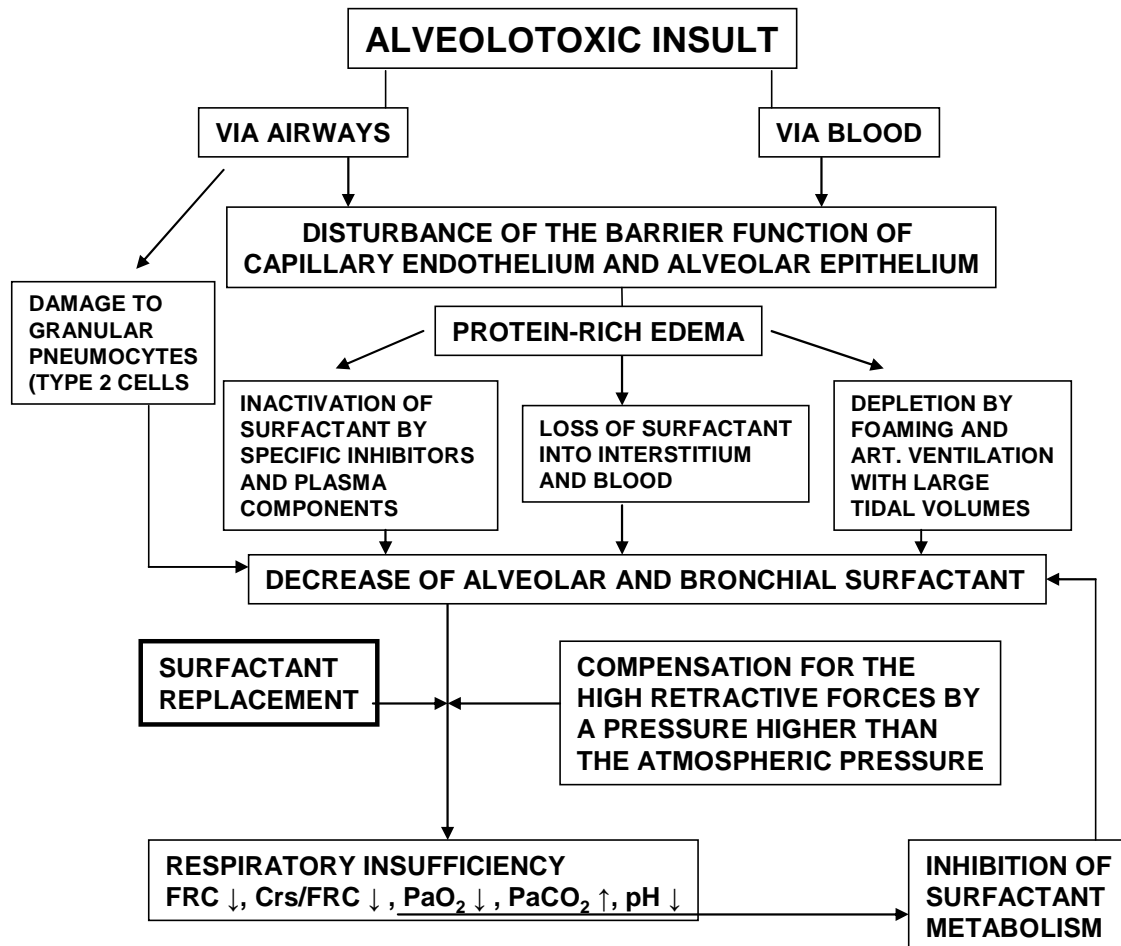 ALVEOLOTOXIC INSULT
VIA AIRWAYS
VIA BLOOD
DISTURBANCE OF THE BARRIER FUNCTION OF
CAPILLARY ENDOTHELIUM AND ALVEOLAR EPITHELIUM
DAMAGE TO
GRANULAR
PNEUMOCYTES
(TYPE 2 CELLS
PROTEIN-RICH EDEMA
INACTIVATION OF
SURFACTANT BY
SPECIFIC INHIBITORS
AND PLASMA
COMPONENTS
LOSS OF SURFACTANT
INTO INTERSTITIUM
AND BLOOD
DEPLETION BY
FOAMING AND
ART. VENTILATION
WITH LARGE
TIDAL VOLUMES
DECREASE OF ALVEOLAR AND BRONCHIAL SURFACTANT
SURFACTANT
REPLACEMENT
COMPENSATION FOR THE
HIGH RETRACTIVE FORCES BY
A PRESSURE HIGHER THAN
THE ATMOSPHERIC PRESSURE
RESPIRATORY INSUFFICIENCY
FRC ↓, Crs/FRC ↓ , PaO₂ ↓ , PaCO₂ ↑, pH ↓
INHIBITION OF
SURFACTANT
METABOLISM